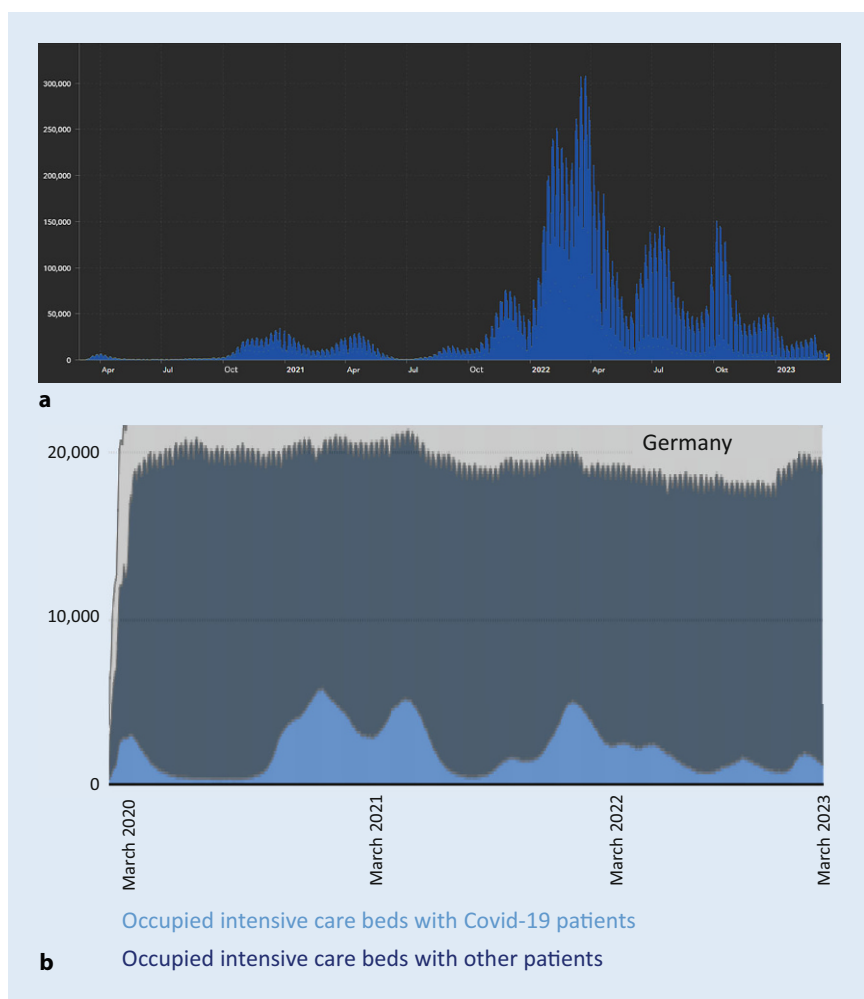 300,000
250,000
200,000
150,000
100,000
50,000
0
Apr Jul Oct 2021 Apr Jul Oct 2022 Apr Jul Okt 2023
a
20,000
Germany
10,000
0
March 2020 March 2021 March 2022 March 2023
Occupied intensive care beds with Covid-19 patients
b Occupied intensive care beds with other patients